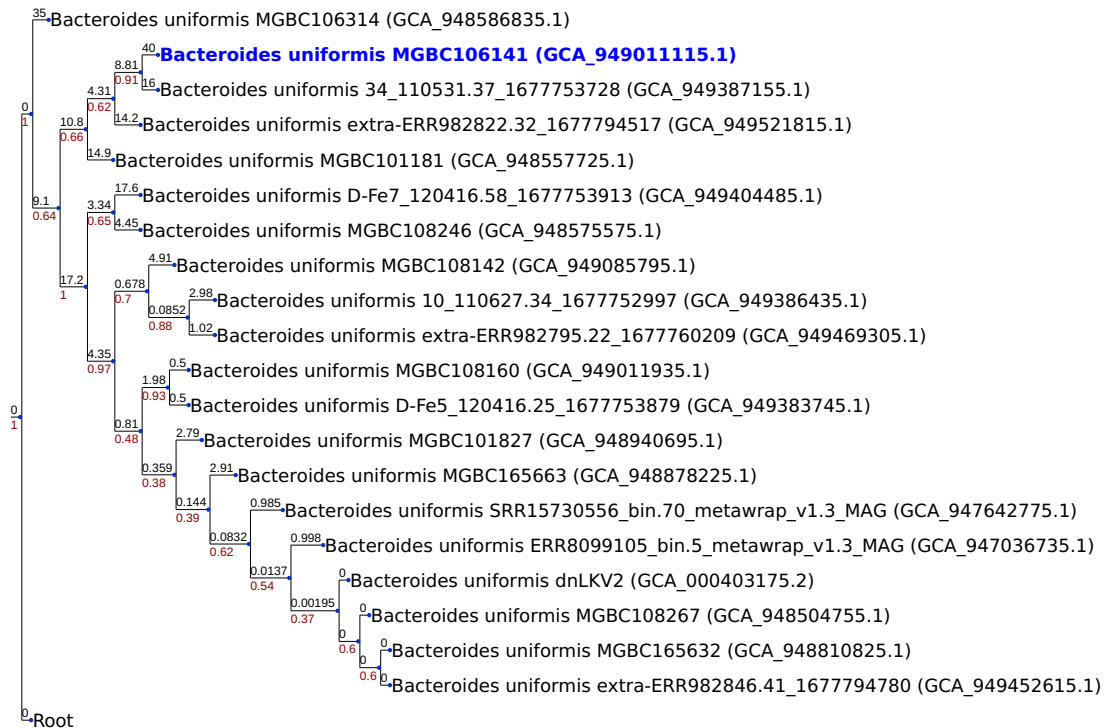 35 Bacteroides uniformis MGBC106314 (GCA_948586835.1)
40 Bacteroides uniformis MGBC106141 (GCA_949011115.1)
8.81
0.91
16 Bacteroides uniformis 34_110531.37_1677753728 (GCA_949387155.1)
4.31
0.62
0
1
14.2 Bacteroides uniformis extra-ERR982822.32_1677794517 (GCA_949521815.1)
10.8
0.66
14.9 Bacteroides uniformis MGBC101181 (GCA_948557725.1)
17.6 Bacteroides uniformis D-Fe7_120416.58_1677753913 (GCA_949404485.1)
9.1
0.64
3.34
0.65
4.45 Bacteroides uniformis MGBC108246 (GCA_948575575.1)
4.91 Bacteroides uniformis MGBC108142 (GCA_949085795.1)
17.2
1
0.678
0.7
2.98 Bacteroides uniformis 10_110627.34_1677752997 (GCA_949386435.1)
0.0852
0.88
1.02 Bacteroides uniformis extra-ERR982795.22_1677760209 (GCA_949469305.1)
4.35
0.97
0.5 Bacteroides uniformis MGBC108160 (GCA_949011935.1)
1.98
0.93
0.5 Bacteroides uniformis D-Fe5_120416.25_1677753879 (GCA_949383745.1)
0
1
0.81
0.48
2.79 Bacteroides uniformis MGBC101827 (GCA_948940695.1)
0.359
0.38
2.91 Bacteroides uniformis MGBC165663 (GCA_948878225.1)
0.144
0.39
0.985 Bacteroides uniformis SRR15730556_bin.70_metawrap_v1.3_MAG (GCA_947642775.1)
0.0832
0.62
0.998 Bacteroides uniformis ERR8099105_bin.5_metawrap_v1.3_MAG (GCA_947036735.1)
0.0137
0.54
0 Bacteroides uniformis dnLKV2 (GCA_000403175.2)
0.00195
0.37
0 Bacteroides uniformis MGBC108267 (GCA_948504755.1)
0
0.6
0 Bacteroides uniformis MGBC165632 (GCA_948810825.1)
0
0.6
0 Bacteroides uniformis extra-ERR982846.41_1677794780 (GCA_949452615.1)
0 Root